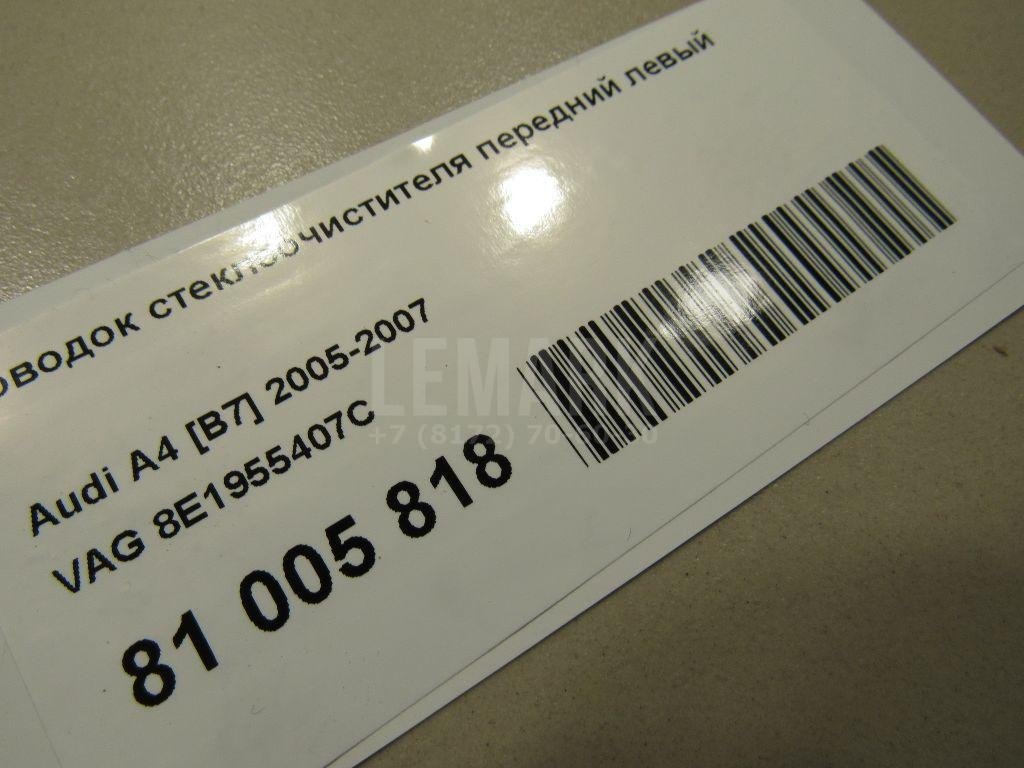 оводок стеклоочистителя передний левый
Audi A4 [B7] 2005-2007
VAG 8E1955407C
81 005 818